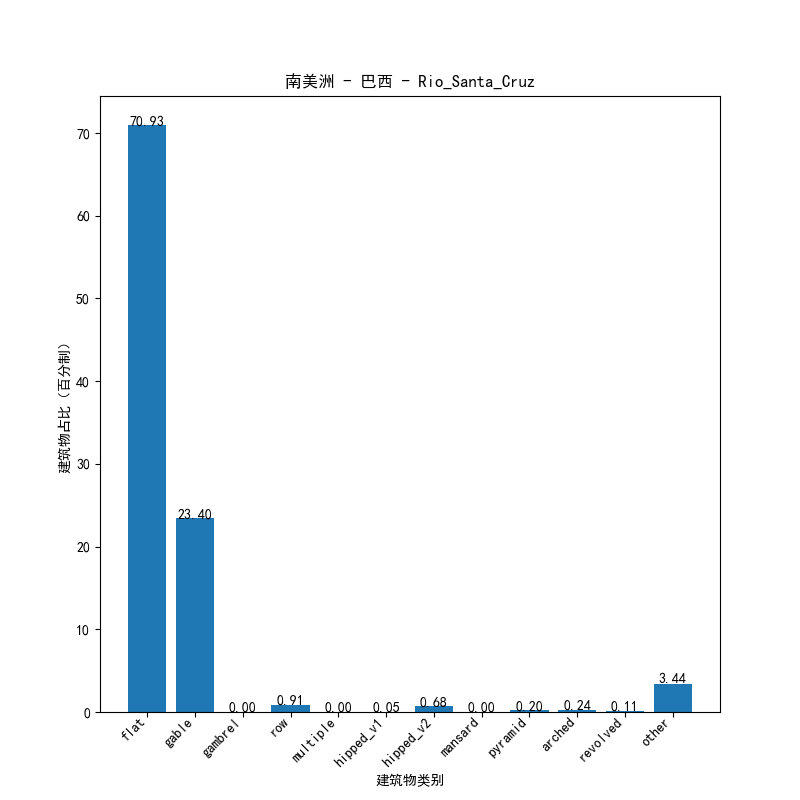 南美洲 - 巴西 - Rio_Santa_Cruz
建筑物占比（百分制）
70
60
50
40
30
20
10
0
70.93
23.40
0.00
0.91
0.00
0.05
0.68
0.00
0.20
0.24
0.11
3.44
flat
gable
gambrel
row
multiple
hipped_v1
hipped_v2
mansard
pyramid
arched
revolved
other
建筑物类别